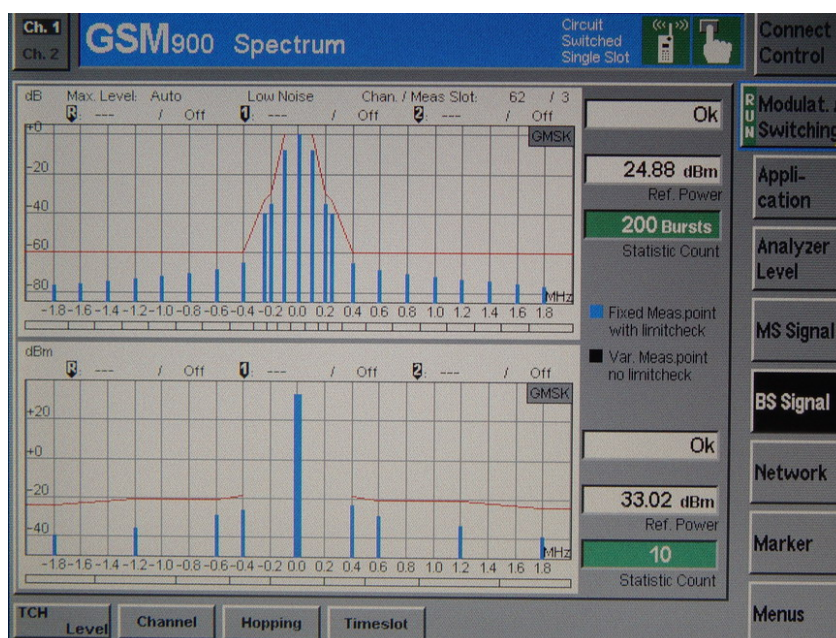 Ch. 1
Ch. 2
GSM900 Spectrum
Circuit
Switched
Single Slot
Connect
Control
dB Max. Level: Auto Low Noise Chan. / Meas Slot: 62 / 3
R: --- / Off 1: --- / Off 2: --- / Off
GMSK
+0
-20
-40
-60
-80
MHz
-1.8 -1.6 -1.4 -1.2 -1.0 -0.8 -0.6 -0.4 -0.2 0.0 0.2 0.4 0.6 0.8 1.0 1.2 1.4 1.6 1.8
Ok
24.88 dBm
Ref. Power
200 Bursts
Statistic Count
Fixed Meas.point
with limitcheck
Var. Meas.point
no limitcheck
dBm
R: --- / Off 1: --- / Off 2: --- / Off
GMSK
+20
+0
-20
-40
MHz
-1.8 -1.6 -1.4 -1.2 -1.0 -0.8 -0.6 -0.4 -0.2 0.0 0.2 0.4 0.6 0.8 1.0 1.2 1.4 1.6 1.8
Ok
33.02 dBm
Ref. Power
10
Statistic Count
RUN
Modulat.
Switching
Appli-
cation
Analyzer
Level
MS Signal
BS Signal
Network
Marker
Menus
TCH
Level
Channel
Hopping
Timeslot